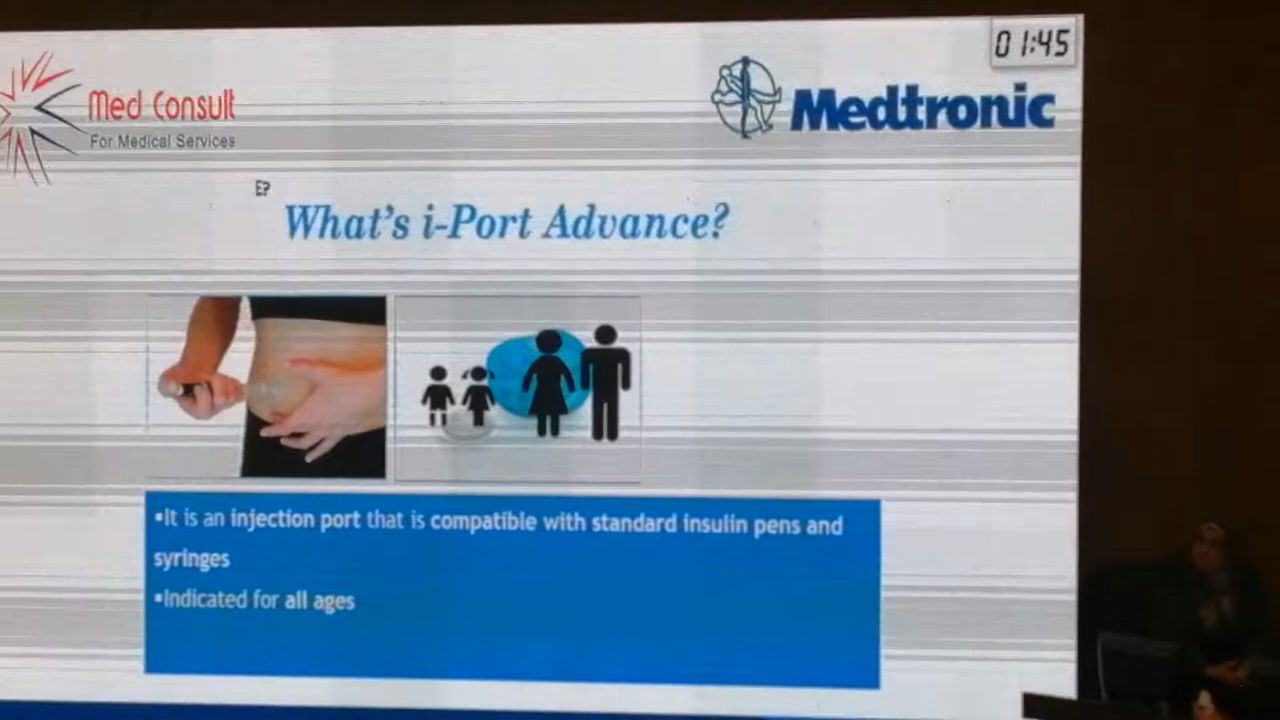 01:45
Med Consult
For Medical Services
Medtronic
E?
What's i-Port Advance?
▪It is an injection port that is compatible with standard insulin pens and
syringes
▪Indicated for all ages